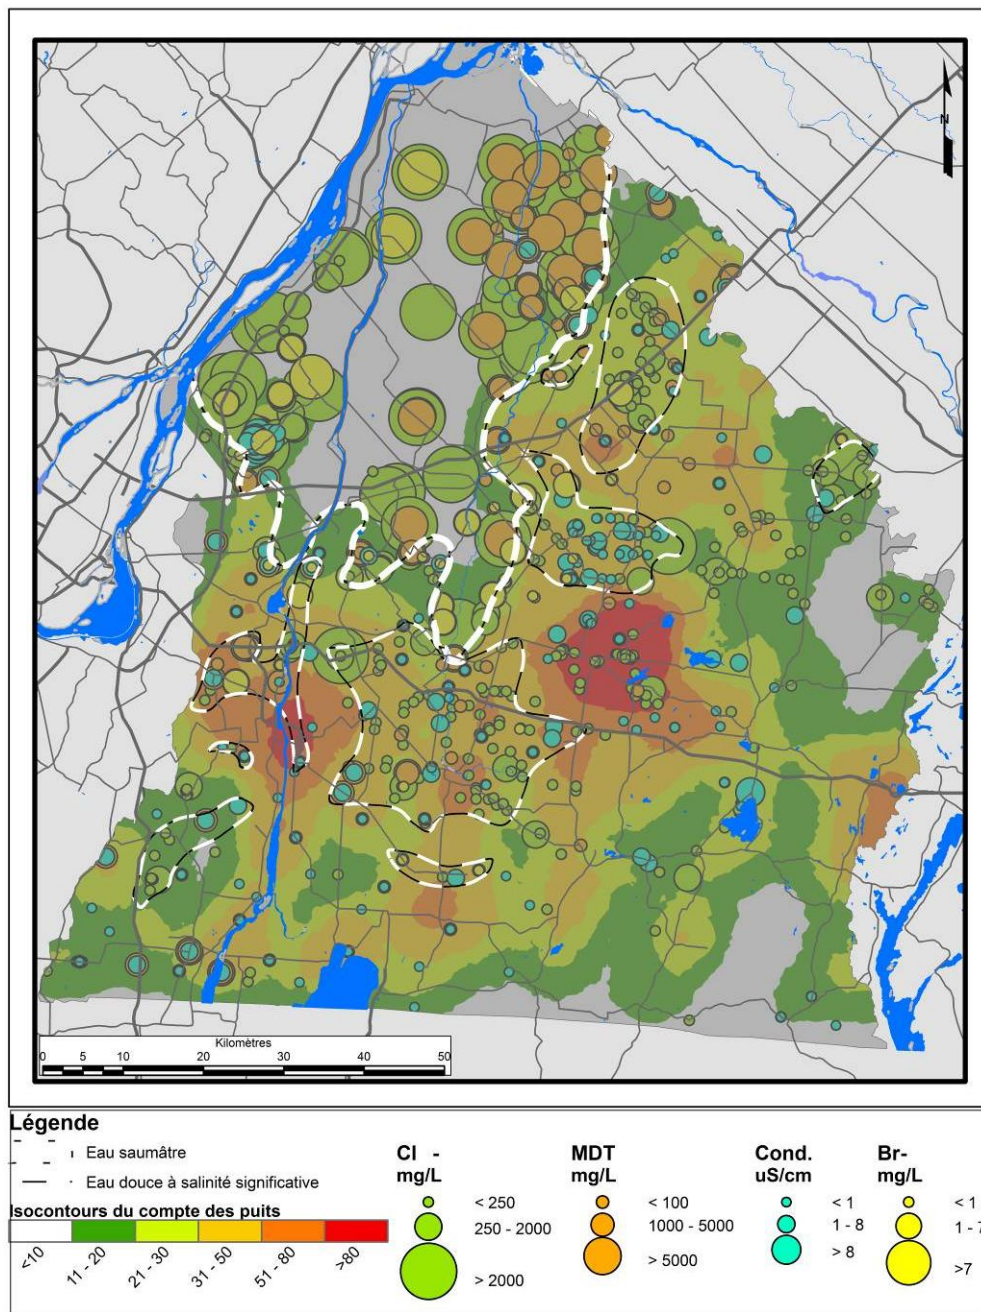 N
Kilomètres
0 5 10 20 30 40 50
Légende
Eau saumâtre
Eau douce à salinité significative
Isocontours du compte des puits
<10 11 - 20 21 - 30 31 - 50 51 - 80 >80
Cl -
mg/L
< 250
250 - 2000
> 2000
MDT
mg/L
< 100
1000 - 5000
> 5000
Cond.
uS/cm
< 1
1 - 8
> 8
Br-
mg/L
< 1
1 - 7
>7